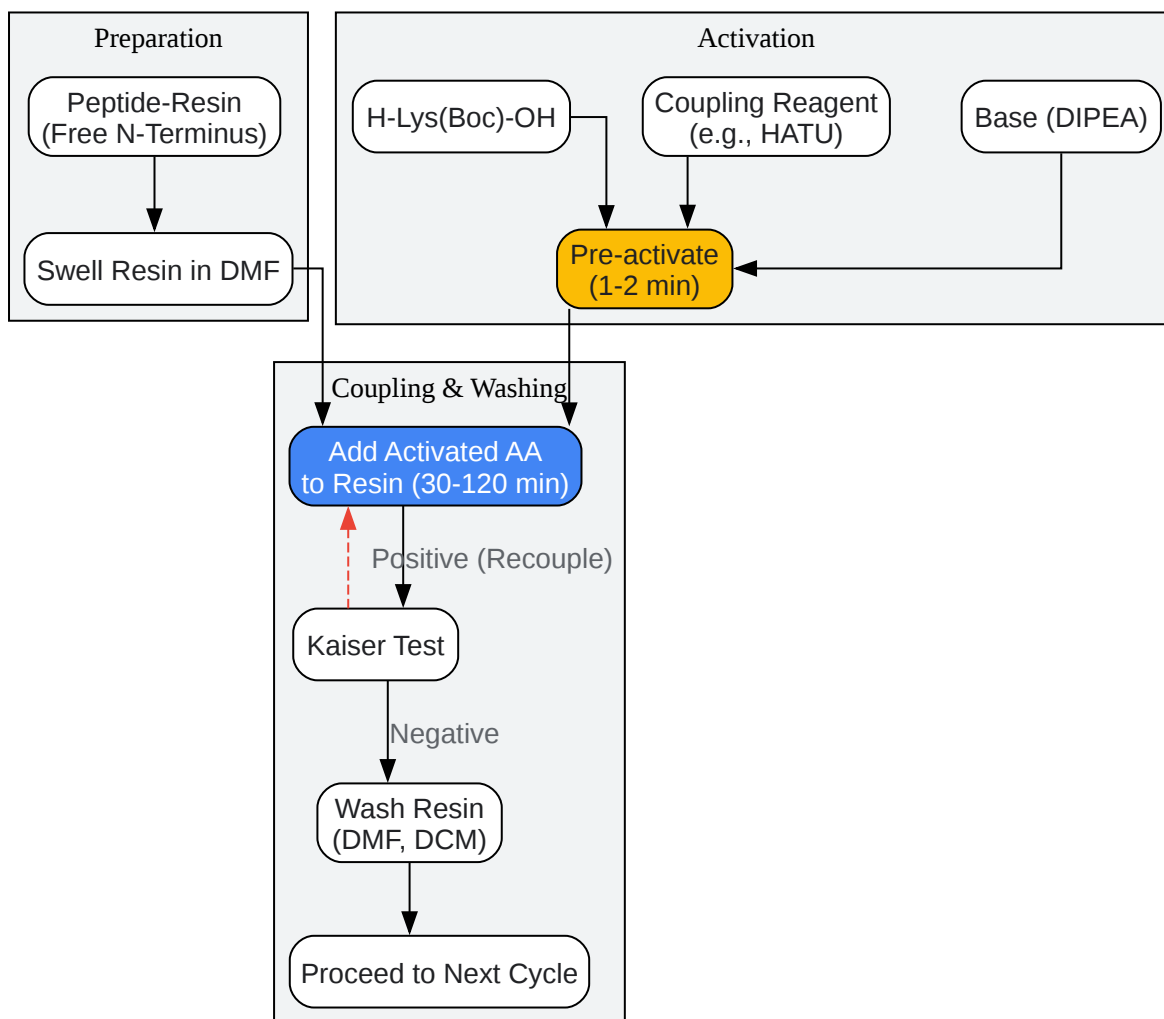 Preparation
Peptide-Resin
(Free N-Terminus)
Swell Resin in DMF
Activation
H-Lys(Boc)-OH
Coupling Reagent
(e.g., HATU)
Base (DIPEA)
Pre-activate
(1-2 min)
Coupling & Washing
Add Activated AA
to Resin (30-120 min)
Positive (Recouple)
Kaiser Test
Negative
Wash Resin
(DMF, DCM)
Proceed to Next Cycle